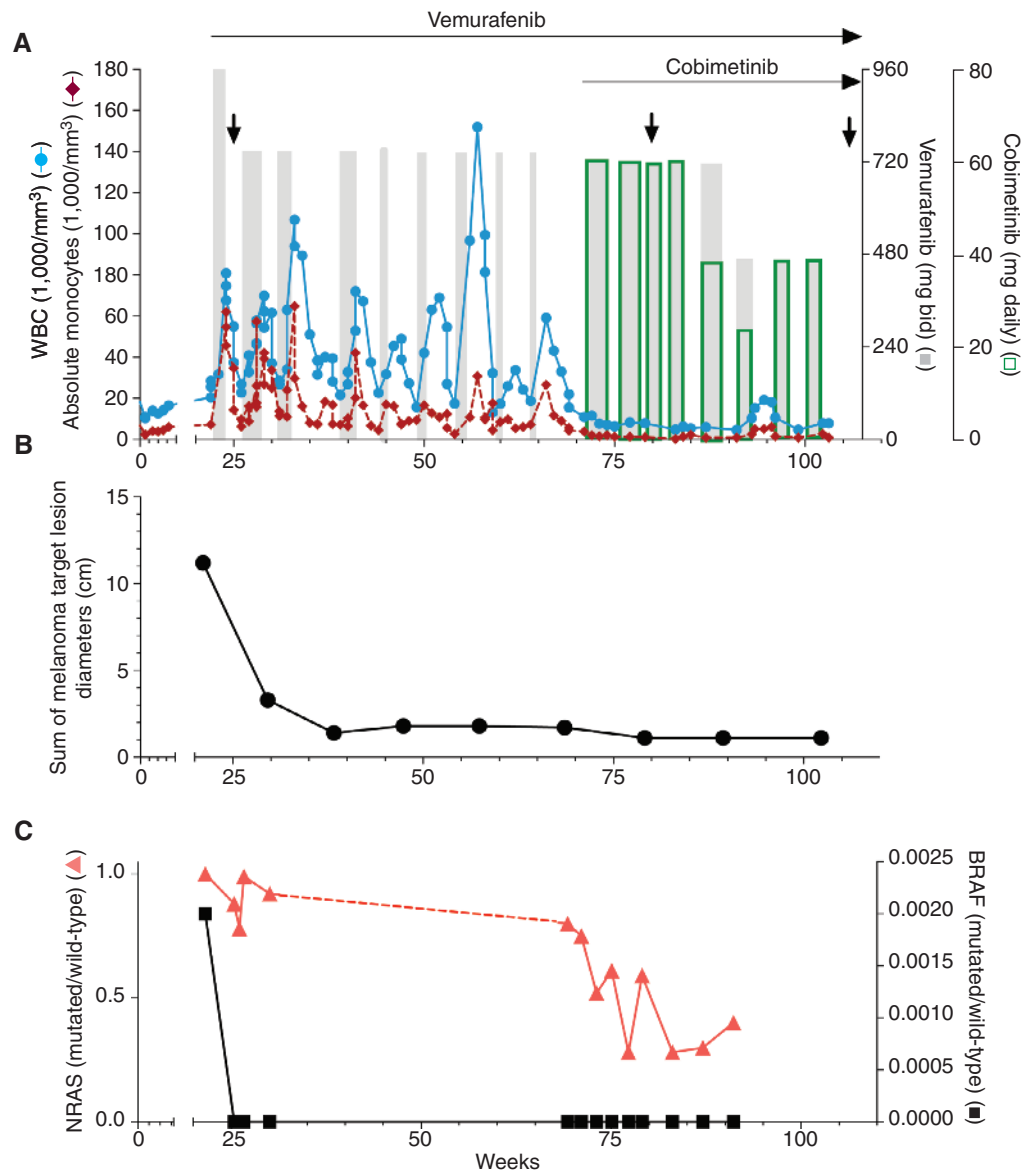 Vemurafenib
A
Cobimetinib
WBC (1,000/mm³) ( )
Absolute monocytes (1,000/mm³) ( )
180
160
140
120
100
180
60
40
20
0
960
720
480
240
0
Vemurafenib (mg bid) ( )
80
60
40
20
0
Cobimetinib (mg daily) ( )
0 25 50 75 100
B
Sum of melanoma target lesion
diameters (cm)
15
10
5
0
0 25 50 75 100
C
NRAS (mutated/wild-type) ( )
1.0
0.5
0.0
0.0025
0.0020
0.0015
0.0010
0.0005
0.0000
BRAF (mutated/wild-type) ( )
0 25 50 75 100
Weeks